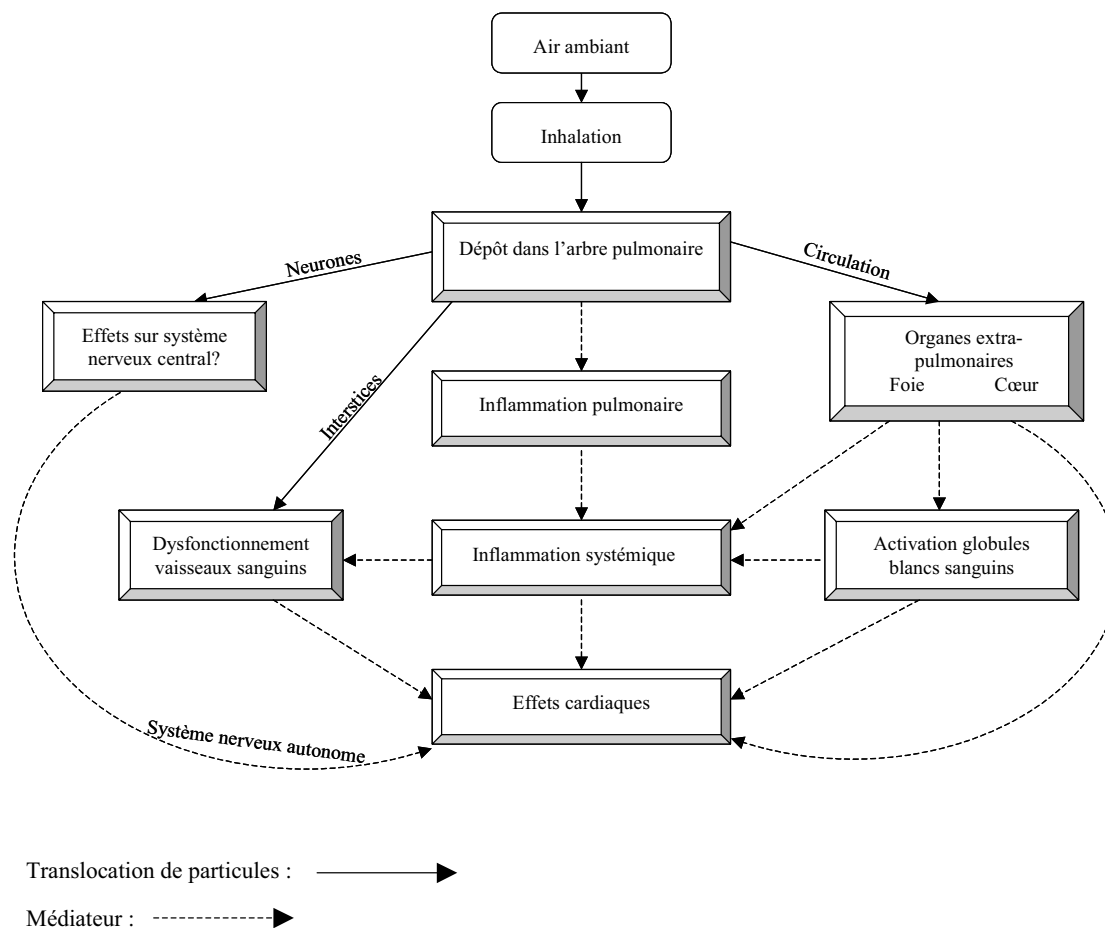 Air ambiant
Inhalation
Dépôt dans l’arbre pulmonaire
Neurones
Circulation
Effets sur système
nerveux central?
Organes extra-
pulmonaires
Foie Cœur
Interstices
Inflammation pulmonaire
Dysfonctionnement
vaisseaux sanguins
Inflammation systémique
Activation globules
blancs sanguins
Effets cardiaques
Système nerveux autonome
Translocation de particules :
Médiateur :